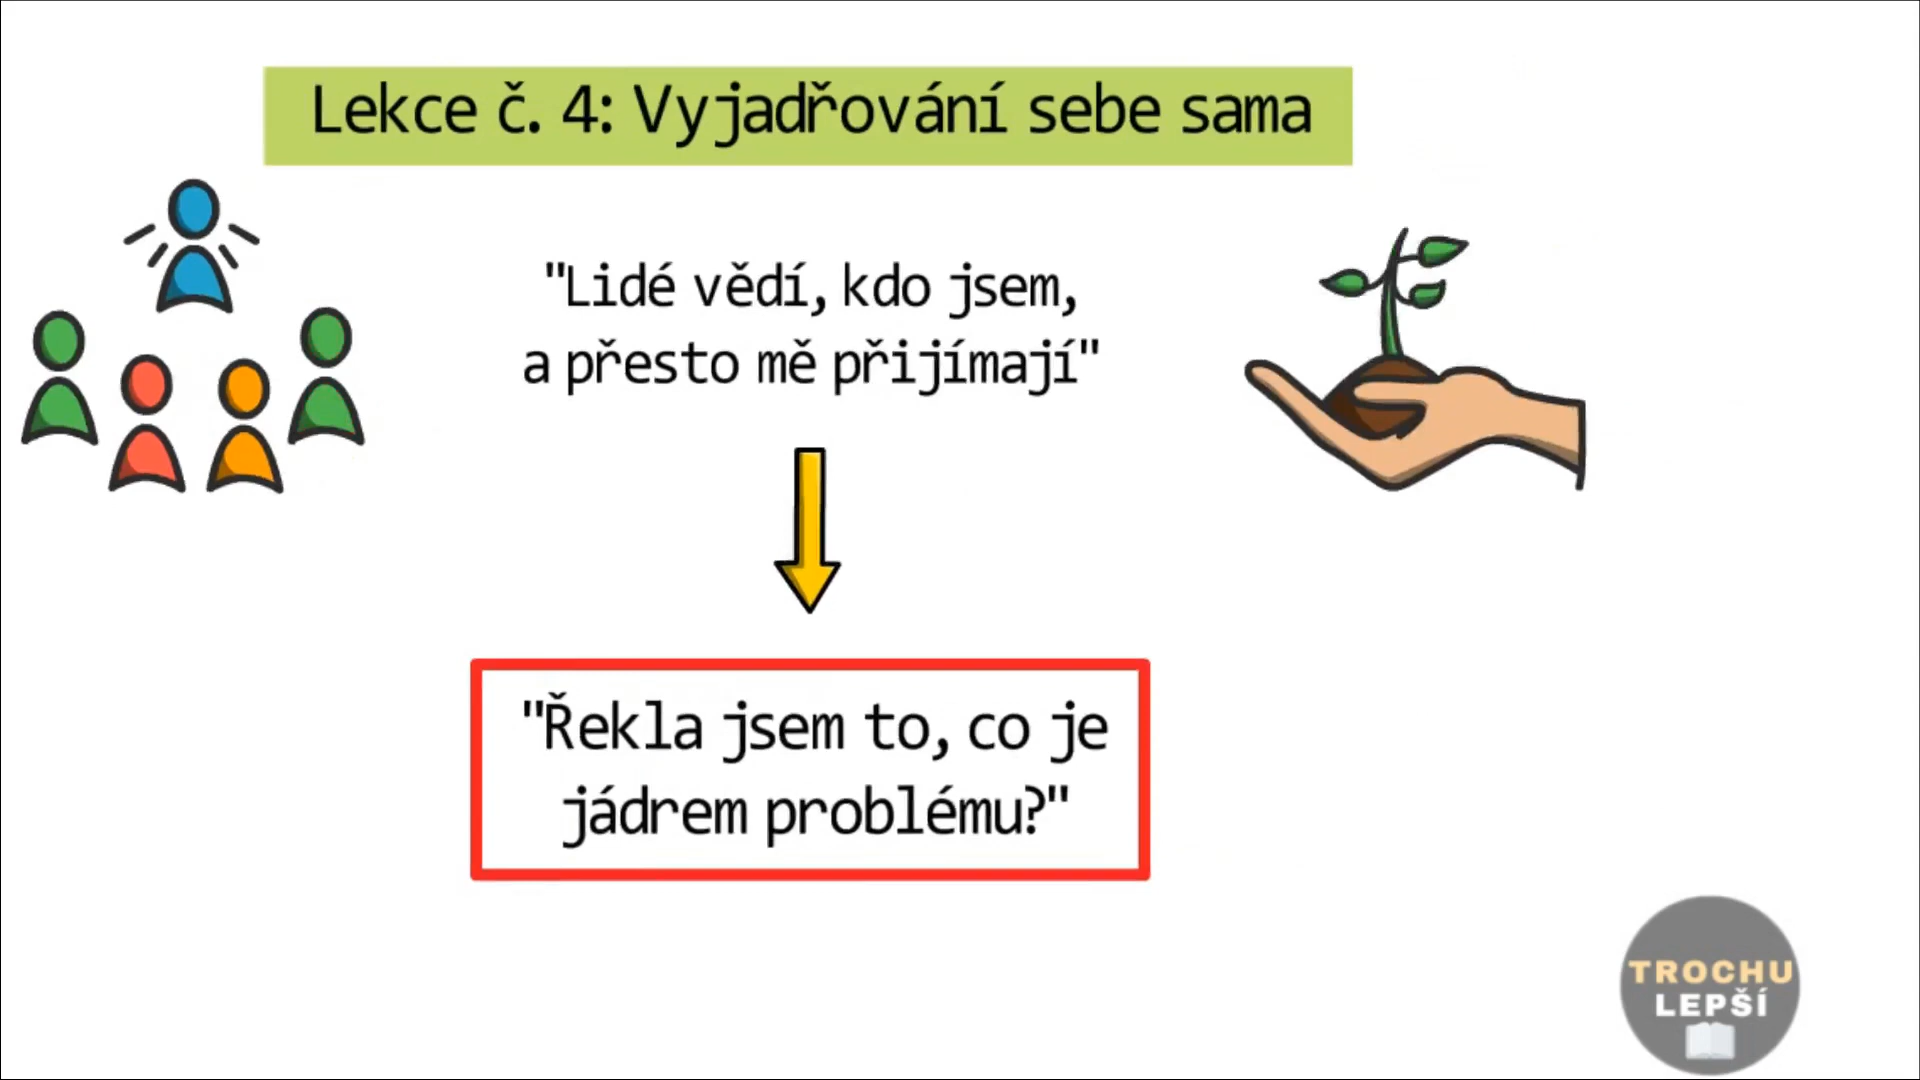 Lekce č. 4: Vyjadřování sebe sama
"Lidé vědí, kdo jsem,
a přesto mě přijímají"
"Řekla jsem to, co je
jádrem problému?"
TROCHU
LEPŠÍ